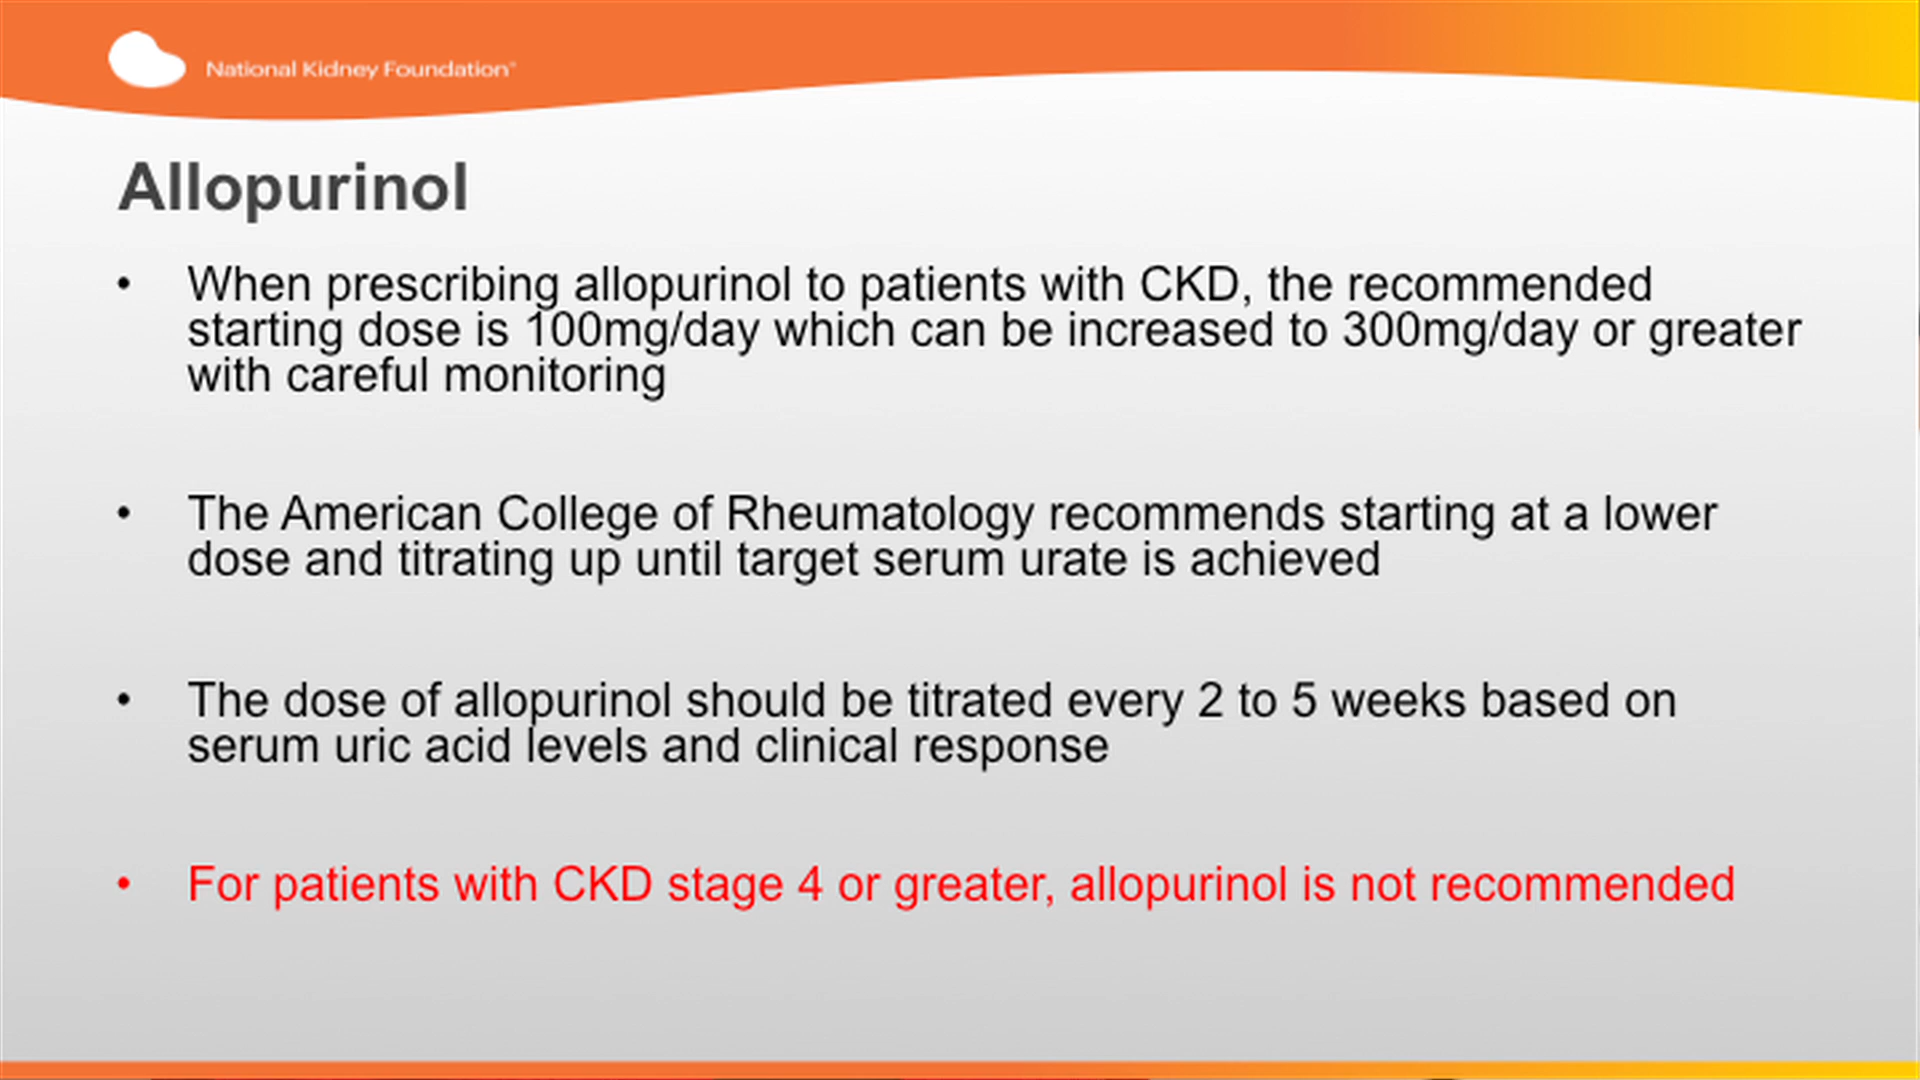 National Kidney Foundation®
Allopurinol
• When prescribing allopurinol to patients with CKD, the recommended
starting dose is 100mg/day which can be increased to 300mg/day or greater
with careful monitoring
• The American College of Rheumatology recommends starting at a lower
dose and titrating up until target serum urate is achieved
• The dose of allopurinol should be titrated every 2 to 5 weeks based on
serum uric acid levels and clinical response
• For patients with CKD stage 4 or greater, allopurinol is not recommended